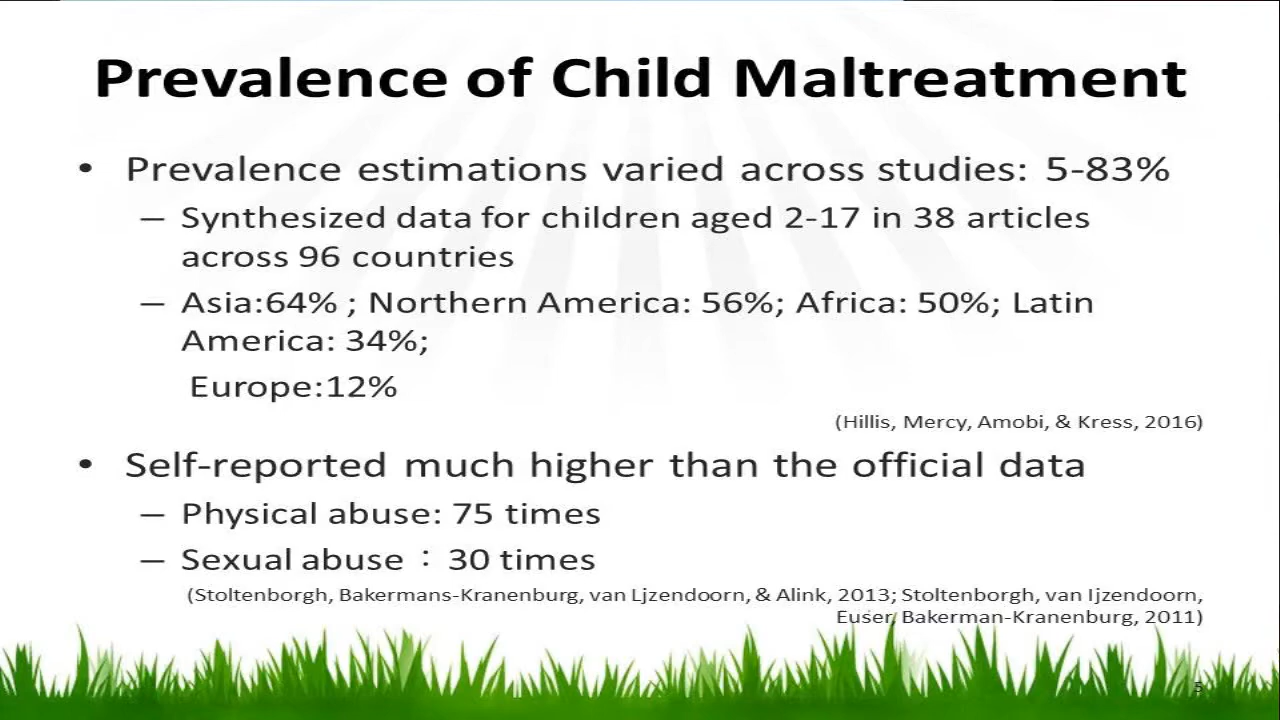 Prevalence of Child Maltreatment
• Prevalence estimations varied across studies: 5-83%
– Synthesized data for children aged 2-17 in 38 articles
across 96 countries
– Asia:64% ; Northern America: 56%; Africa: 50%; Latin
America: 34%;
Europe:12%
(Hillis, Mercy, Amobi, & Kress, 2016)
• Self-reported much higher than the official data
– Physical abuse: 75 times
– Sexual abuse：30 times
(Stoltenborgh, Bakermans-Kranenburg, van Ljzendoorn, & Alink, 2013; Stoltenborgh, van Ijzendoorn,
Euser, Bakerman-Kranenburg, 2011)
5